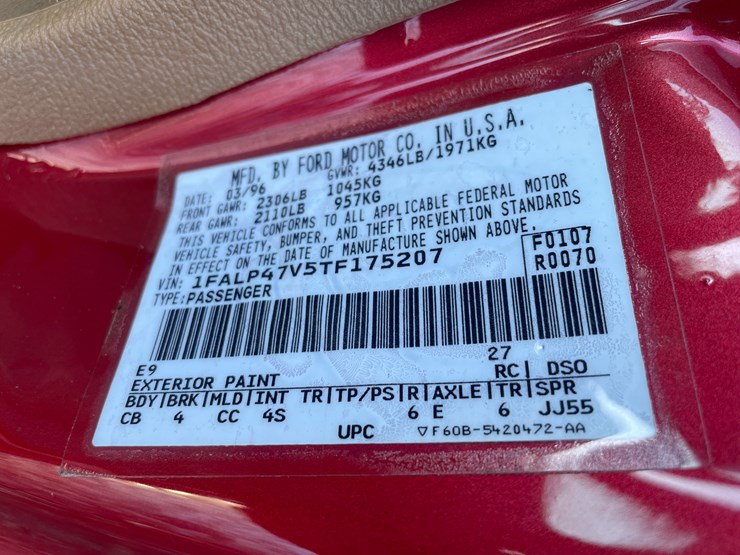 MFD. BY FORD MOTOR CO. IN U.S.A.
DATE: 03/96 GVWR: 4346LB/1971KG
FRONT GAWR: 2306LB 1045KG
REAR GAWR: 2110LB 957KG
THIS VEHICLE CONFORMS TO ALL APPLICABLE FEDERAL MOTOR
VEHICLE SAFETY, BUMPER, AND THEFT PREVENTION STANDARDS
IN EFFECT ON THE DATE OF MANUFACTURE SHOWN ABOVE.
VIN: 1FALP47V5TF175207 F0107
TYPE: PASSENGER R0070
E9 27
EXTERIOR PAINT RC| DSO
BDY|BRK|MLD|INT TR|TP/PS|R|AXLE|TR|SPR
CB 4 CC 4S 6 E 6 JJ55
UPC ▽F60B-5420472-AA